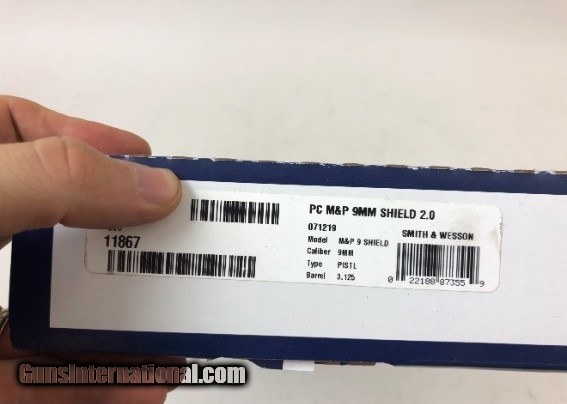 PC M&P 9MM SHIELD 2.0
071219
11867
Model M&P 9 SHIELD
Caliber 9MM
Type PISTL
Barrel 3.125
SMITH & WESSON
0 22188 87355 9
GunsInternational.com